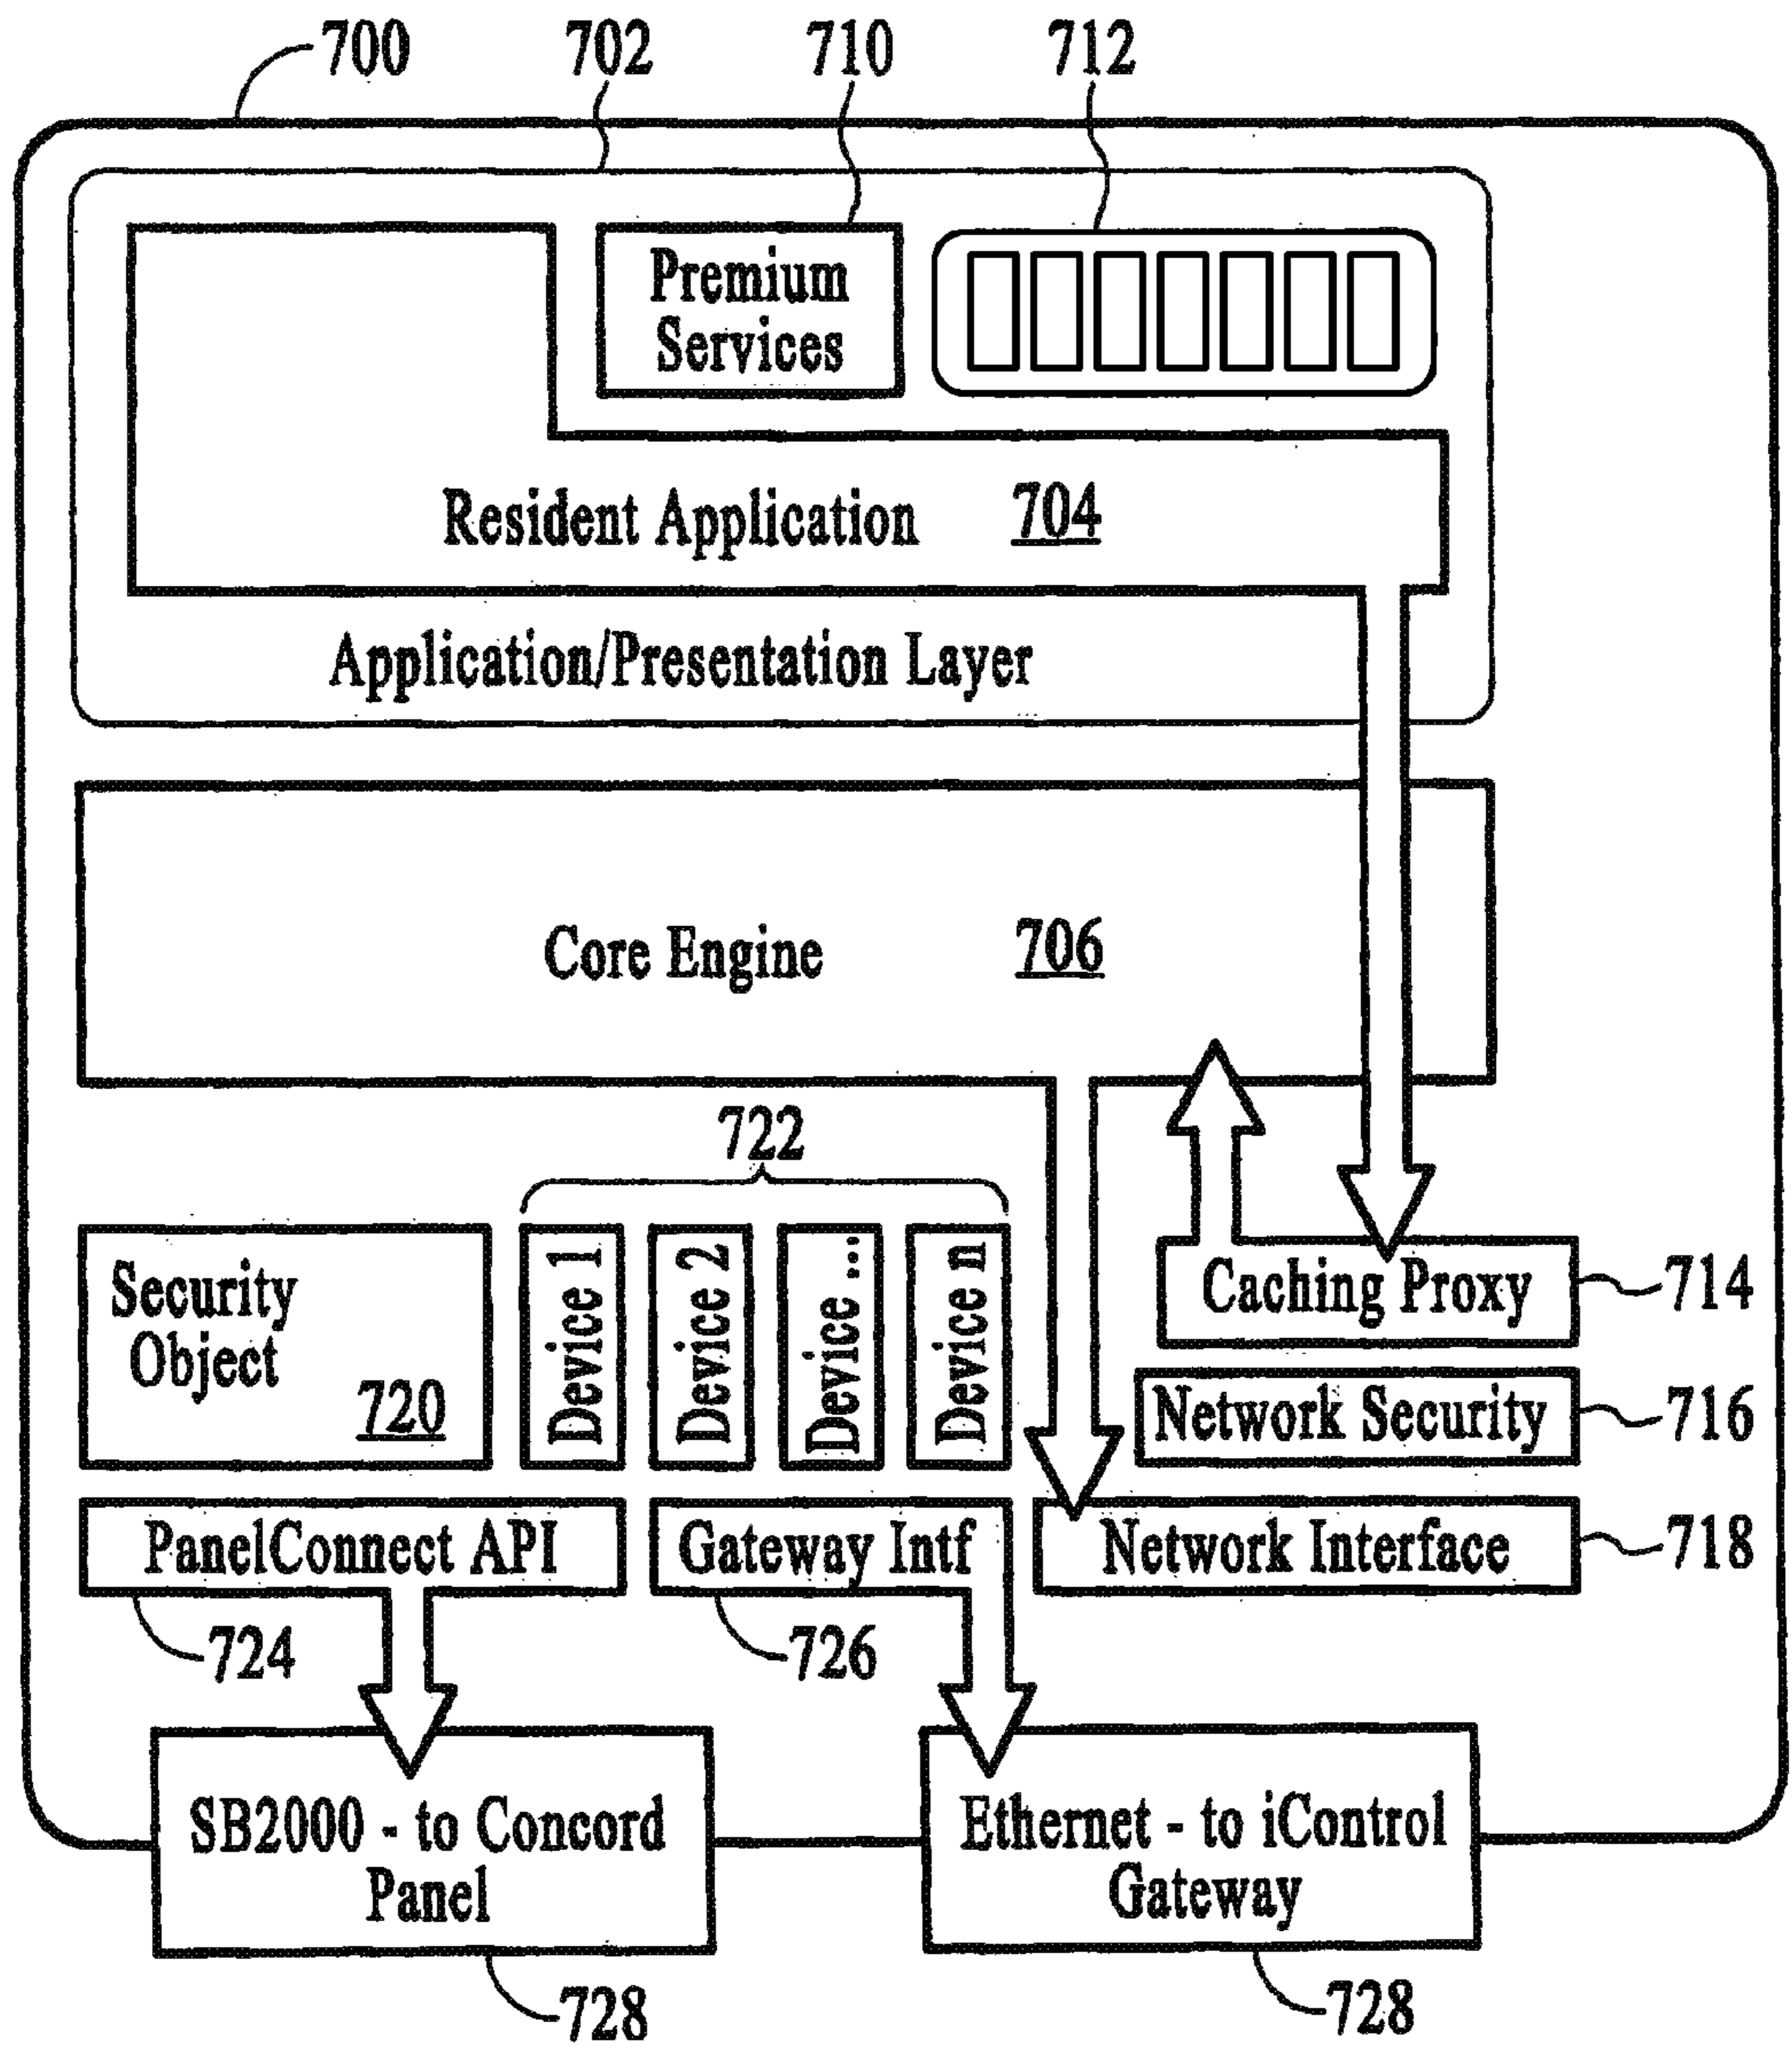 700
702
710
712
Premium
Services
Resident Application 704
Application/Presentation Layer
Core Engine 706
722
Security
Object
720
Device 1
Device 2
Device ...
Device n
Caching Proxy
714
Network Security
716
PanelConnect API
Gateway Intf
Network Interface
718
724
726
SB2000 - to Concord
Panel
Ethernet - to iControl
Gateway
728
728